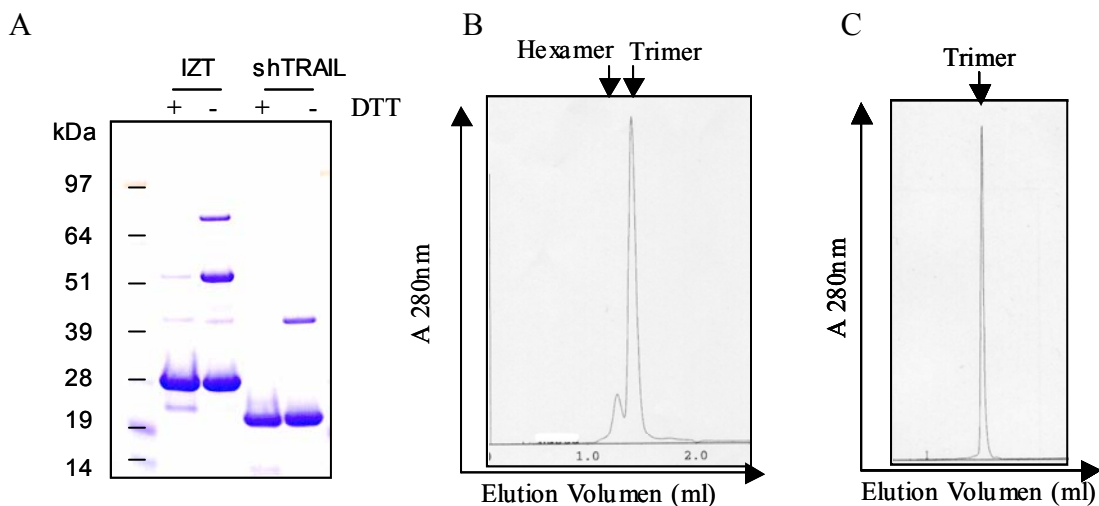 A
IZT shTRAIL
+ - + - DTT
kDa
97
64
51
39
28
19
14
B
Hexamer Trimer
A 280nm
1.0 2.0
Elution Volumen (ml)
C
Trimer
A 280nm
Elution Volumen (ml)